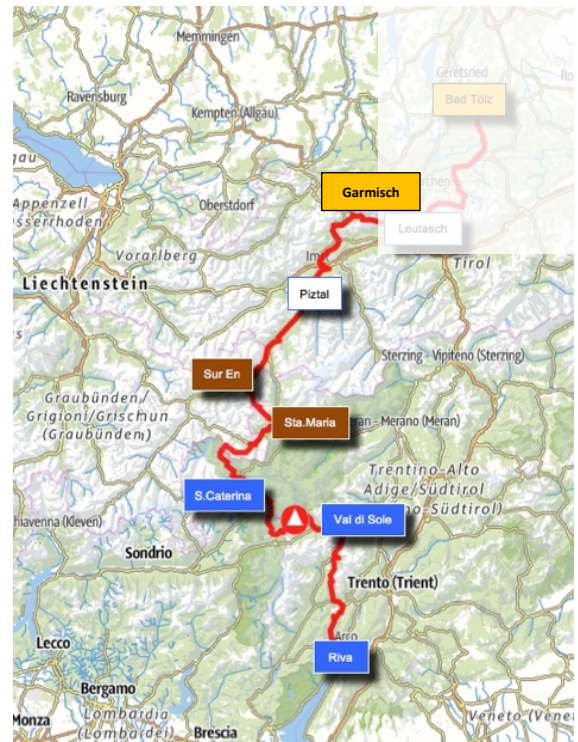 Memmingen
Geretsried
Ravensburg
Bad Tölz
Kempten (Allgäu)
Garmisch
Appenzell
Oberstdorf
Leutasch
Vorarlberg
Tirol
Liechtenstein
Piztal
Sterzing - Vipiteno (Sterzing)
Sur En
Graubünden/
Grigioni/Grischun
(Graubünden)
Sta.Maria
Merano (Meran)
Trentino-Alto
Adige/Südtirol
Südtirol)
S.Caterina
Val di Sole
(Kleven)
Sondrio
Trento (Trient)
Arco
Riva
Lecco
Bergamo
Monza
Lombardia
(Lombardei)
Brescia
Veneto